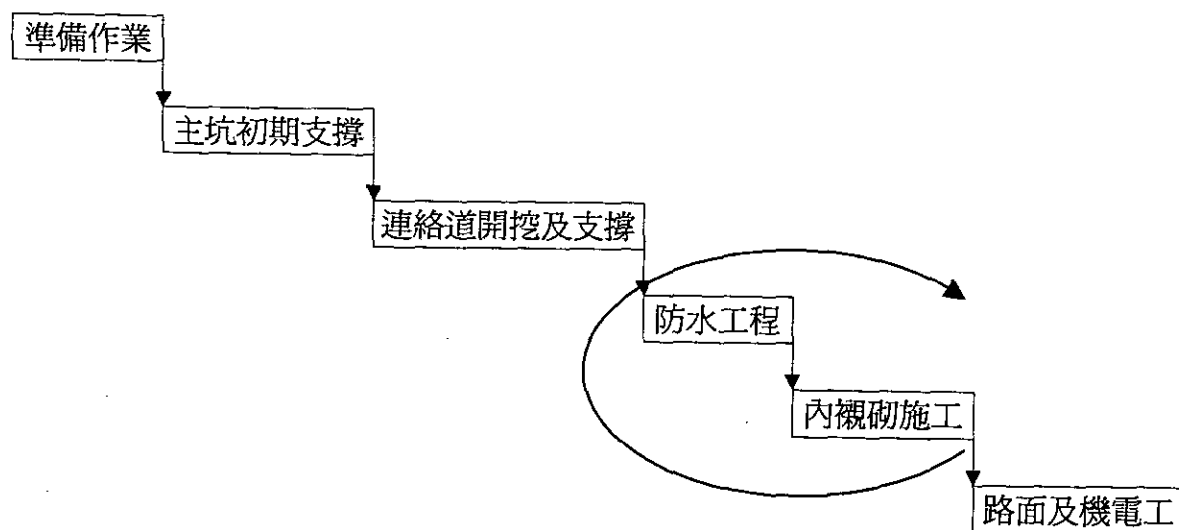 準備作業
主坑初期支撐
連絡道開挖及支撐
防水工程
內襯砌施工
路面及機電工